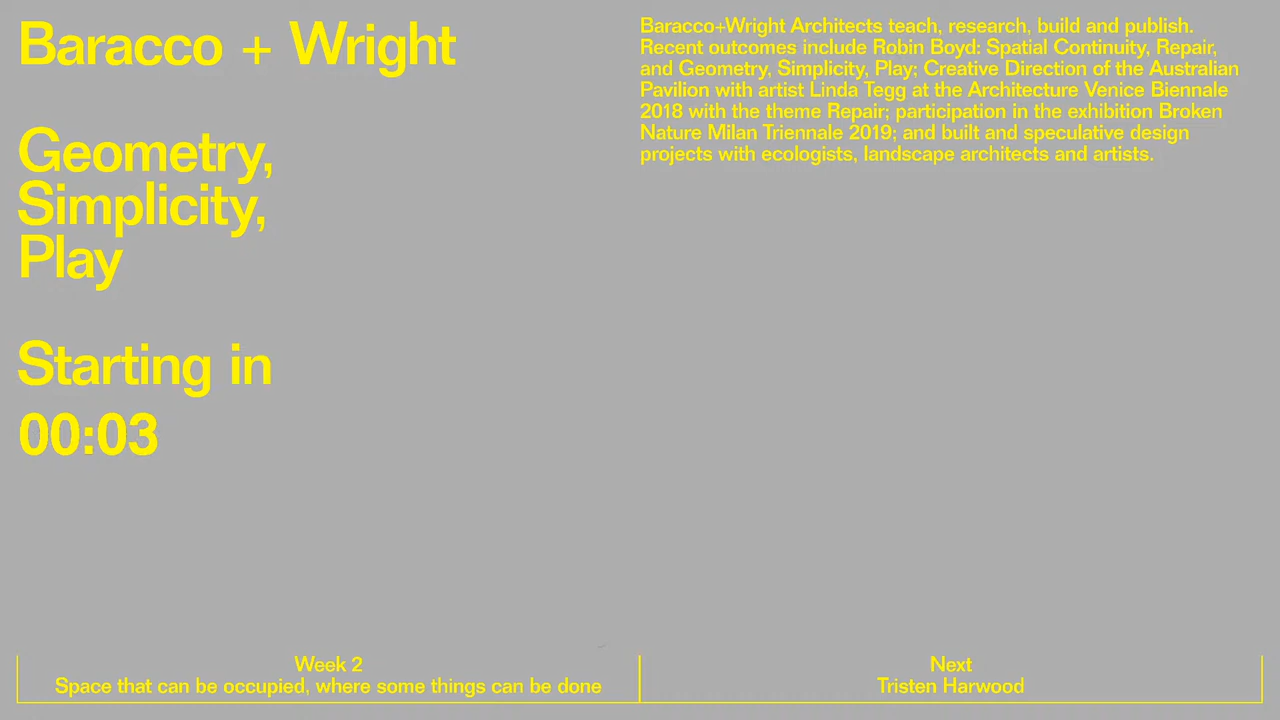 Baracco + Wright
Geometry,
Simplicity,
Play
Starting in
00:03
Baracco+Wright Architects teach, research, build and publish.
Recent outcomes include Robin Boyd: Spatial Continuity, Repair,
and Geometry, Simplicity, Play; Creative Direction of the Australian
Pavilion with artist Linda Tegg at the Architecture Venice Biennale
2018 with the theme Repair; participation in the exhibition Broken
Nature Milan Triennale 2019; and built and speculative design
projects with ecologists, landscape architects and artists.
Week 2
Space that can be occupied, where some things can be done
Next
Tristen Harwood